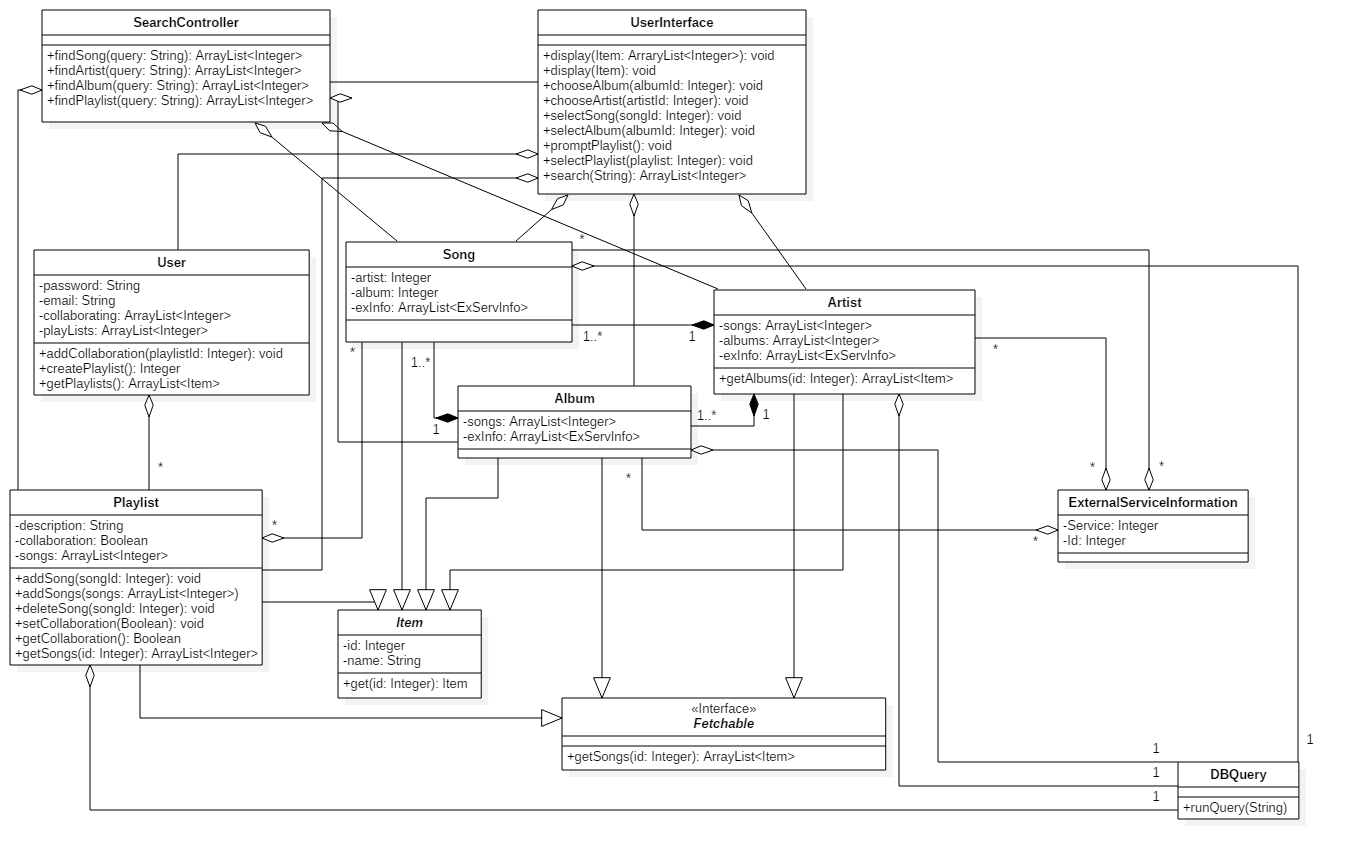 SearchController
+findSong(query: String): ArrayList<Integer>
+findArtist(query: String): ArrayList<Integer>
+findAlbum(query: String): ArrayList<Integer>
+findPlaylist(query: String): ArrayList<Integer>
UserInterface
+display(Item: ArraryList<Integer>): void
+display(Item): void
+chooseAlbum(albumId: Integer): void
+chooseArtist(artistId: Integer): void
+selectSong(songId: Integer): void
+selectAlbum(albumId: Integer): void
+promptPlaylist(): void
+selectPlaylist(playlist: Integer): void
+search(String): ArrayList<Integer>
User
-password: String
-email: String
-collaborating: ArrayList<Integer>
-playLists: ArrayList<Integer>
+addCollaboration(playlistId: Integer): void
+createPlaylist(): Integer
+getPlaylists(): ArrayList<Item>
*
Song
-artist: Integer
-album: Integer
-exInfo: ArrayList<ExServInfo>
*
1..*
1
*
1..*
1
Artist
-songs: ArrayList<Integer>
-albums: ArrayList<Integer>
-exInfo: ArrayList<ExServInfo>
+getAlbums(id: Integer): ArrayList<Item>
*
Album
-songs: ArrayList<Integer>
-exInfo: ArrayList<ExServInfo>
1..*
1
*
*
*
*
*
*
Playlist
-description: String
-collaboration: Boolean
-songs: ArrayList<Integer>
+addSong(songId: Integer): void
+addSongs(songs: ArrayList<Integer>)
+deleteSong(songId: Integer): void
+setCollaboration(Boolean): void
+getCollaboration(): Boolean
+getSongs(id: Integer): ArrayList<Integer>
ExternalServiceInformation
-Service: Integer
-Id: Integer
Item
-id: Integer
-name: String
+get(id: Integer): Item
«Interface»
Fetchable
+getSongs(id: Integer): ArrayList<Item>
1
1
1
1
DBQuery
+runQuery(String)